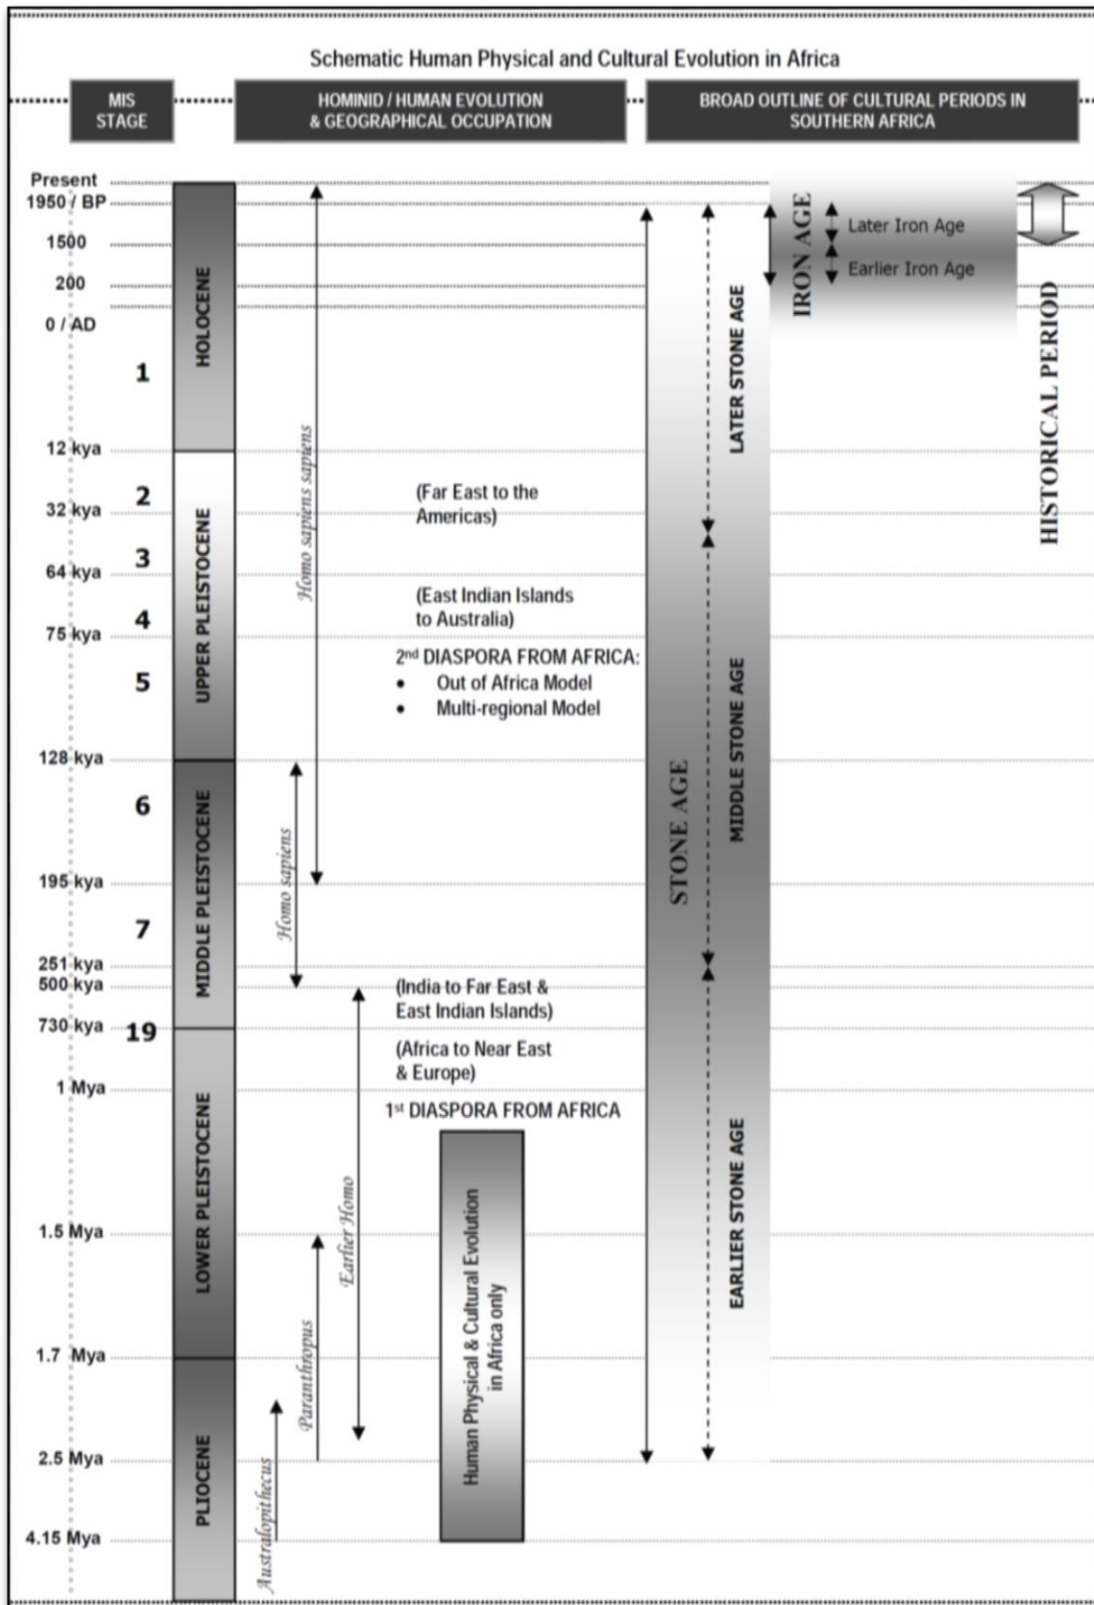 Schematic Human Physical and Cultural Evolution in Africa
MIS
STAGE
HOMINID / HUMAN EVOLUTION
& GEOGRAPHICAL OCCUPATION
BROAD OUTLINE OF CULTURAL PERIODS IN
SOUTHERN AFRICA
Present
1950 / BP
1500
200
0 / AD
1
12 kya
2
32 kya
3
64 kya
4
75 kya
5
128 kya
6
195 kya
7
251 kya
500 kya
730 kya
19
1 Mya
1.5 Mya
1.7 Mya
2.5 Mya
4.15 Mya
HOLOCENE
UPPER PLEISTOCENE
MIDDLE PLEISTOCENE
LOWER PLEISTOCENE
PLIOCENE
Homo sapiens sapiens
Homo sapiens
Earlier Homo
Paranthropus
Australopithecus
(Far East to the
Americas)
(East Indian Islands
to Australia)
2nd DIASPORA FROM AFRICA:
• Out of Africa Model
• Multi-regional Model
(India to Far East &
East Indian Islands)
(Africa to Near East
& Europe)
1st DIASPORA FROM AFRICA
Human Physical & Cultural Evolution
in Africa only
STONE AGE
LATER STONE AGE
MIDDLE STONE AGE
EARLIER STONE AGE
IRON AGE
Later Iron Age
Earlier Iron Age
HISTORICAL PERIOD